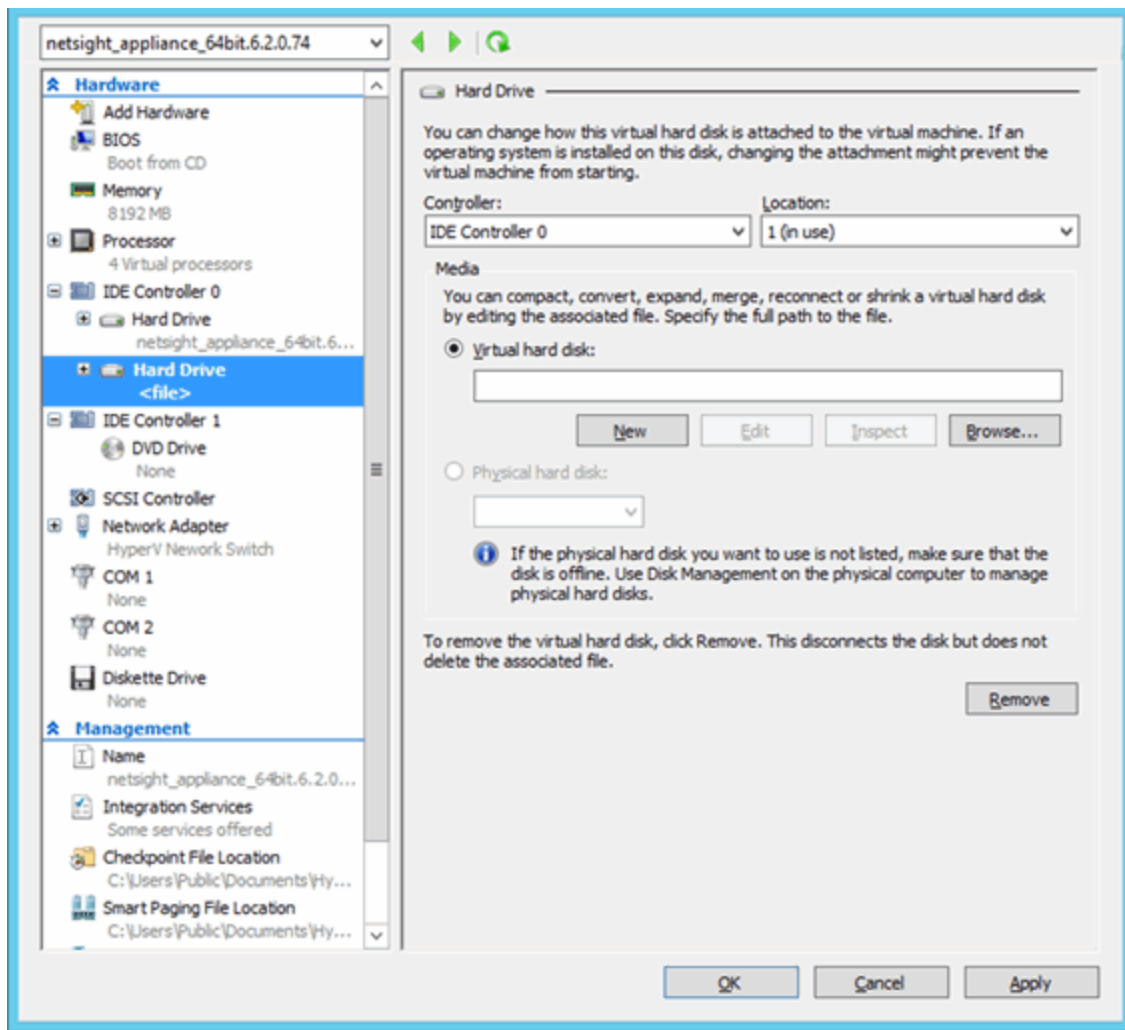 netsight_appliance_64bit.6.2.0.74
Hardware
Add Hardware
BIOS
Boot from CD
Memory
8192 MB
Processor
4 Virtual processors
IDE Controller 0
Hard Drive
netsight_appliance_64bit.6...
Hard Drive
<file>
IDE Controller 1
DVD Drive
None
SCSI Controller
Network Adapter
HyperV Nework Switch
COM 1
None
COM 2
None
Diskette Drive
None
Management
Name
netsight_appliance_64bit.6.2.0...
Integration Services
Some services offered
Checkpoint File Location
C:\Users\Public\Documents\Hy...
Smart Paging File Location
C:\Users\Public\Documents\Hy...
Hard Drive
You can change how this virtual hard disk is attached to the virtual machine. If an
operating system is installed on this disk, changing the attachment might prevent the
virtual machine from starting.
Controller:
Location:
IDE Controller 0
1 (in use)
Media
You can compact, convert, expand, merge, reconnect or shrink a virtual hard disk
by editing the associated file. Specify the full path to the file.
Virtual hard disk:
New
Edit
Inspect
Browse...
Physical hard disk:
If the physical hard disk you want to use is not listed, make sure that the
disk is offline. Use Disk Management on the physical computer to manage
physical hard disks.
To remove the virtual hard disk, click Remove. This disconnects the disk but does not
delete the associated file.
Remove
OK
Cancel
Apply